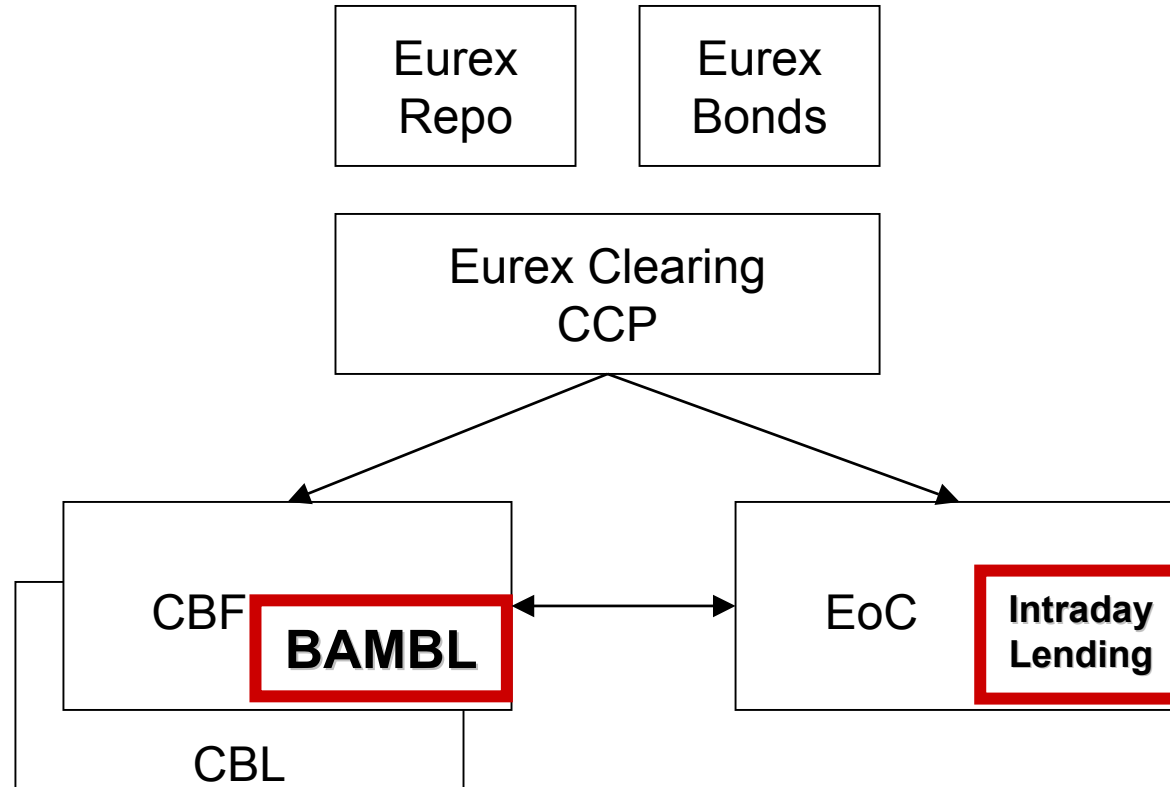 Eurex
Repo
Eurex
Bonds
Eurex Clearing
CCP
CBF
BAMBL
EoC
Intraday
Lending
CBL